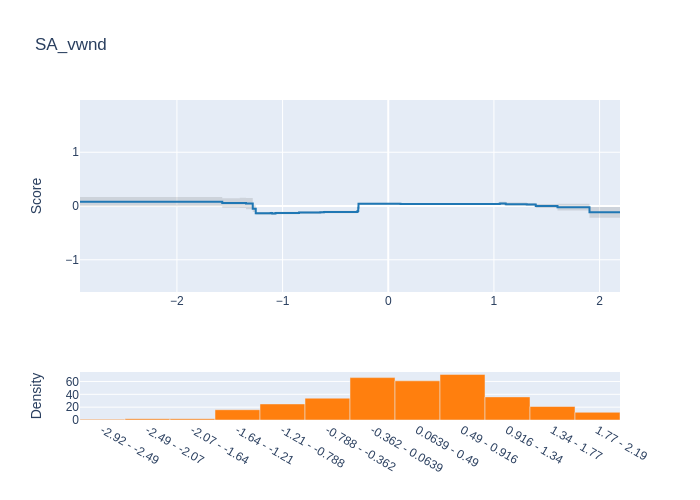 SA_vwnd
Score
1
0
−1
−2
−1
0
1
2
Density
60
40
20
0
-2.92 - -2.49
-2.49 - -2.07
-2.07 - -1.64
-1.64 - -1.21
-1.21 - -0.788
-0.788 - -0.362
-0.362 - 0.0639
0.0639 - 0.49
0.49 - 0.916
0.916 - 1.34
1.34 - 1.77
1.77 - 2.19